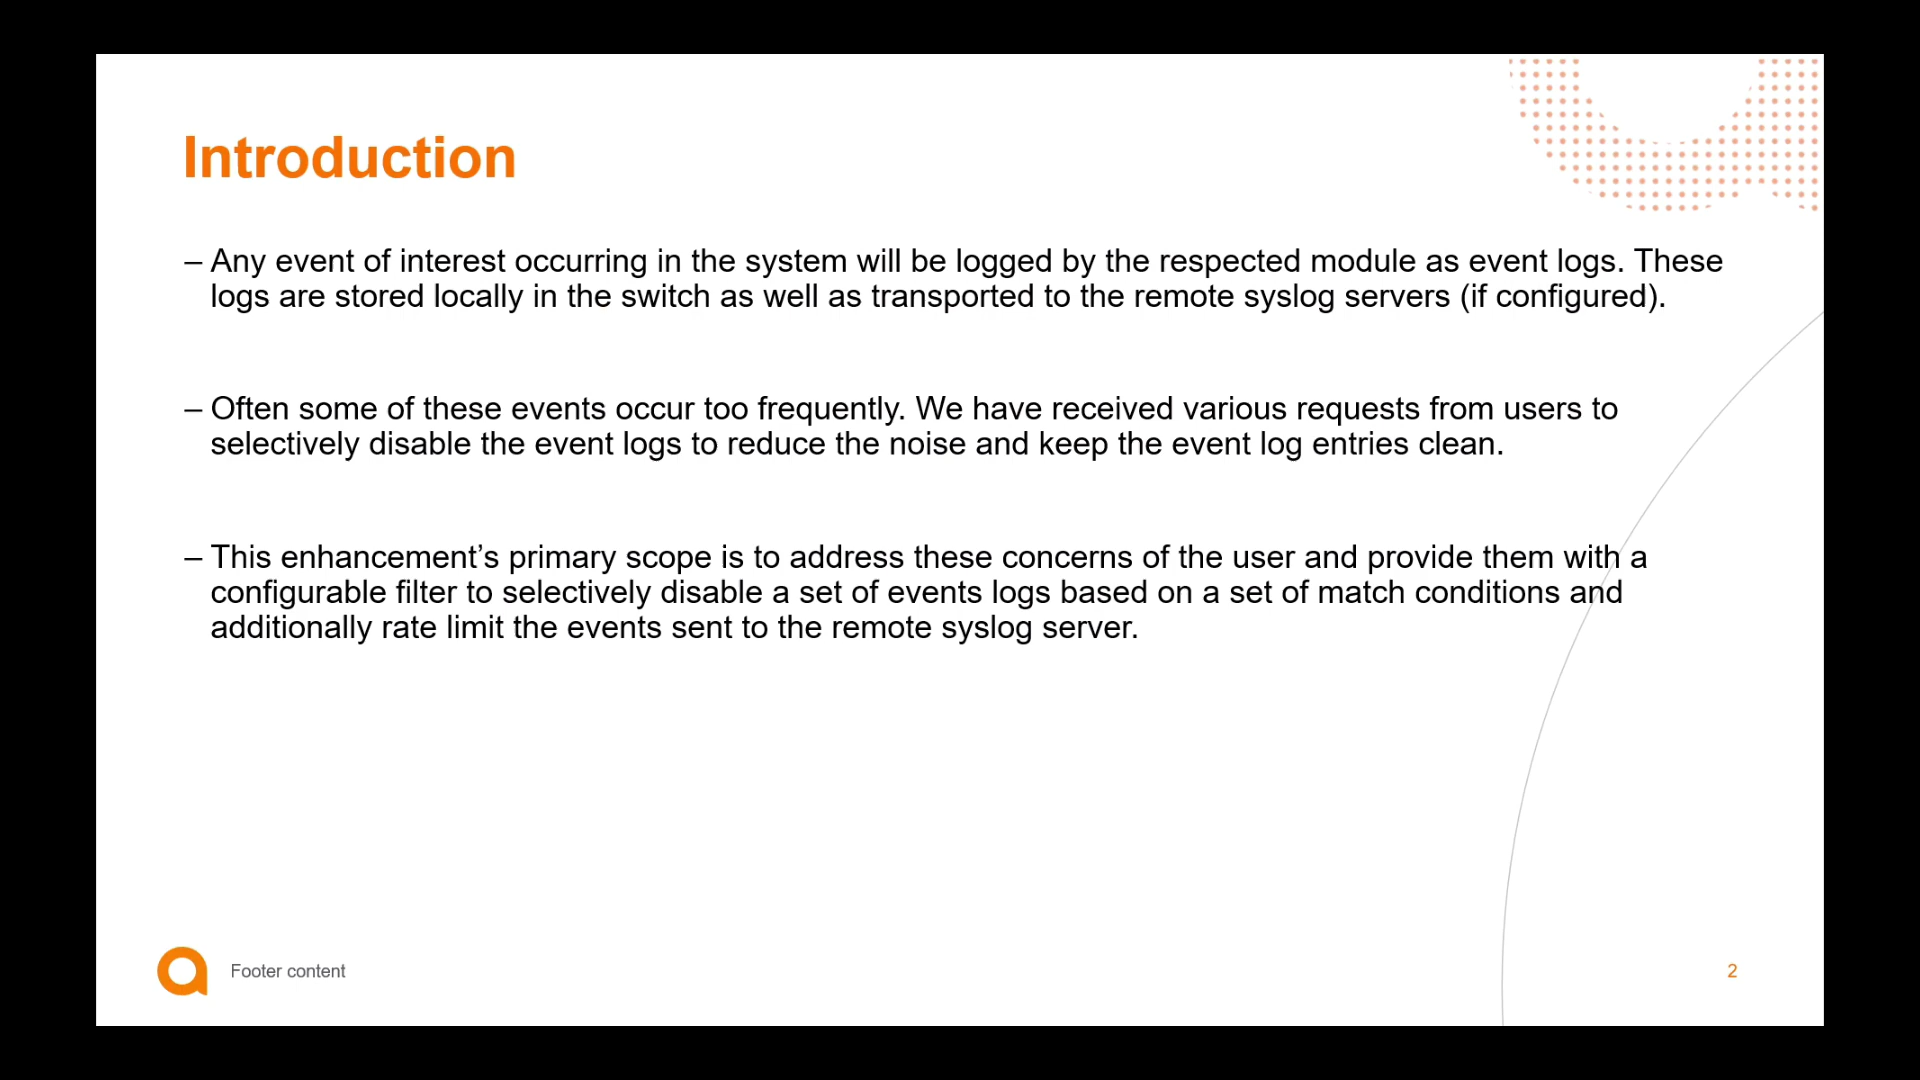 Introduction
– Any event of interest occurring in the system will be logged by the respected module as event logs. These
logs are stored locally in the switch as well as transported to the remote syslog servers (if configured).
– Often some of these events occur too frequently. We have received various requests from users to
selectively disable the event logs to reduce the noise and keep the event log entries clean.
– This enhancement’s primary scope is to address these concerns of the user and provide them with a
configurable filter to selectively disable a set of events logs based on a set of match conditions and
additionally rate limit the events sent to the remote syslog server.
Footer content
2